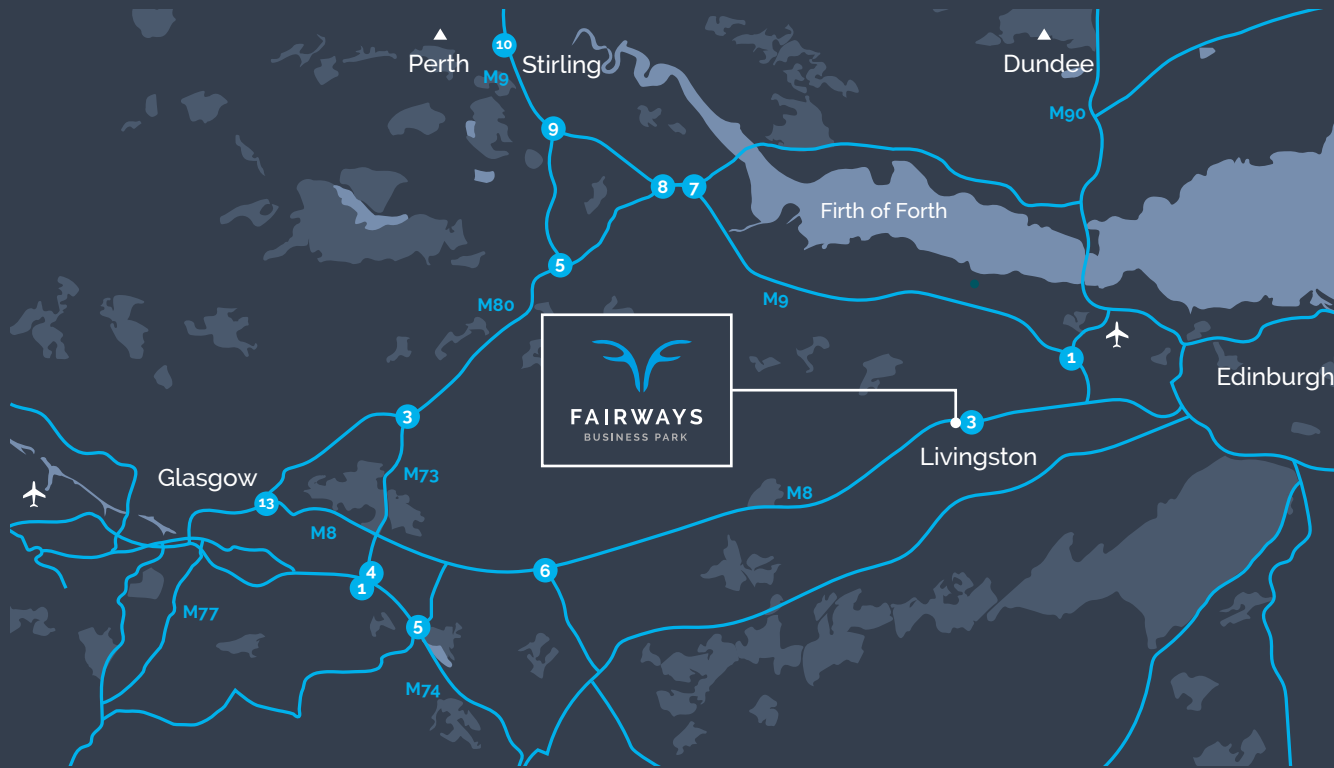 10
Perth
Stirling
M9
Dundee
M90
9
8
7
Firth of Forth
5
M80
M9
1
Edinburgh
FAIRWAYS
BUSINESS PARK
3
3
Livingston
Glasgow
M73
13
M8
M8
6
4
1
5
M77
M74